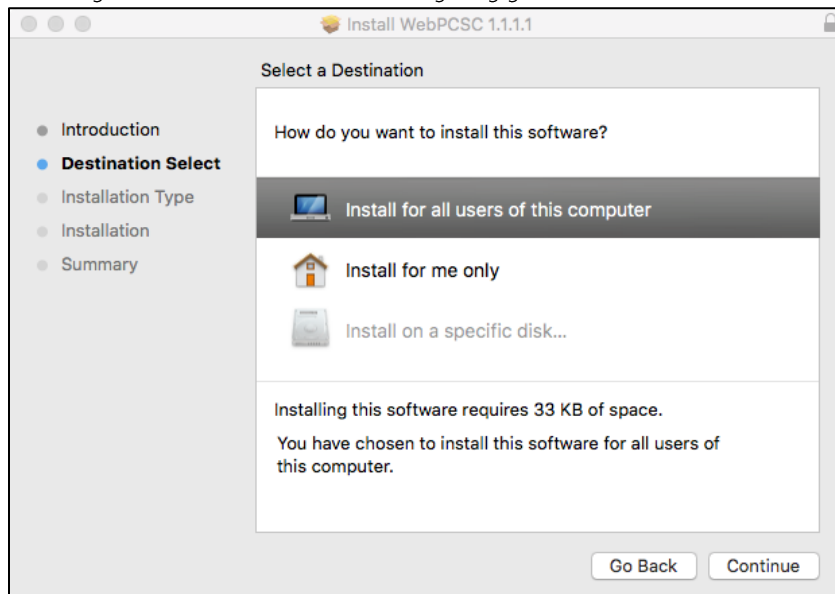 Install WebPCSC 1.1.1.1
Select a Destination
Introduction
Destination Select
Installation Type
Installation
Summary
How do you want to install this software?
Install for all users of this computer
Install for me only
Install on a specific disk...
Installing this software requires 33 KB of space.
You have chosen to install this software for all users of
this computer.
Go Back
Continue